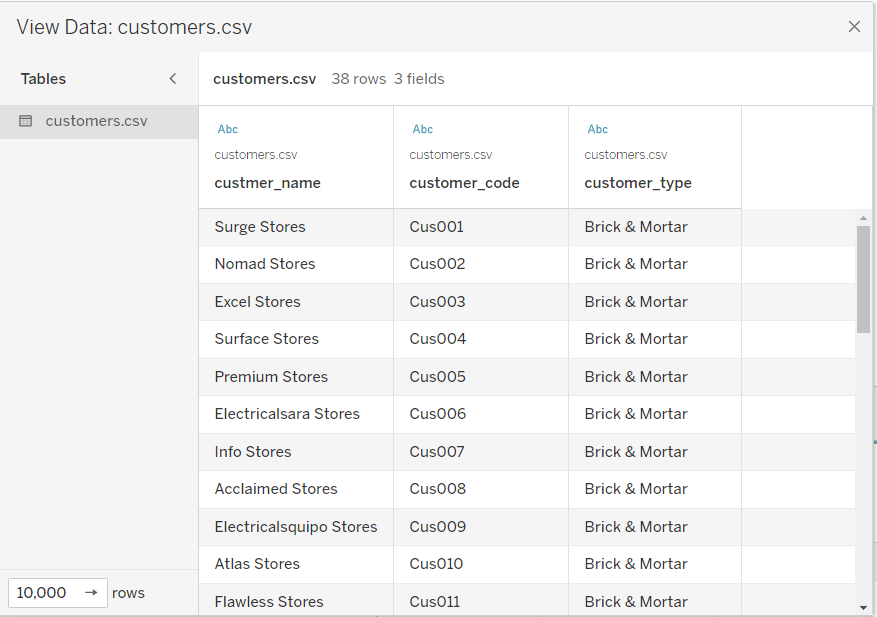 View Data: customers.csv
Tables
customers.csv 38 rows 3 fields
customers.csv
Abc Abc Abc
customers.csv customers.csv customers.csv
custmer_name customer_code customer_type
Surge Stores Cus001 Brick & Mortar
Nomad Stores Cus002 Brick & Mortar
Excel Stores Cus003 Brick & Mortar
Surface Stores Cus004 Brick & Mortar
Premium Stores Cus005 Brick & Mortar
Electricalsara Stores Cus006 Brick & Mortar
Info Stores Cus007 Brick & Mortar
Acclaimed Stores Cus008 Brick & Mortar
Electricalsquipo Stores Cus009 Brick & Mortar
Atlas Stores Cus010 Brick & Mortar
Flawless Stores Cus011 Brick & Mortar
10,000 → rows